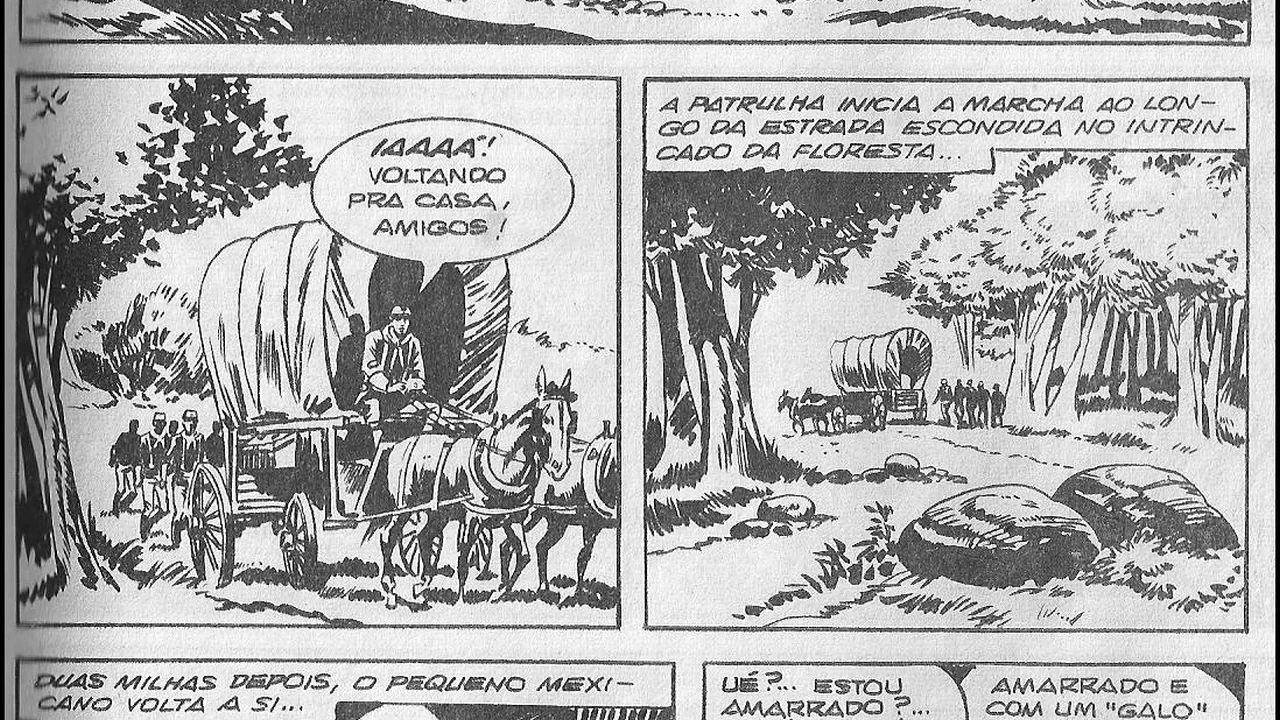 IAAAA!
VOLTANDO
PRA CASA,
AMIGOS!
A PATRULHA INICIA A MARCHA AO LON-
GO DA ESTRADA ESCONDIDA NO INTRIN-
CADO DA FLORESTA...
DUAS MILHAS DEPOIS, O PEQUENO MEXI-
CANO VOLTA A SI...
UÉ?... ESTOU
AMARRADO?...
AMARRADO E
COM UM "GALO"